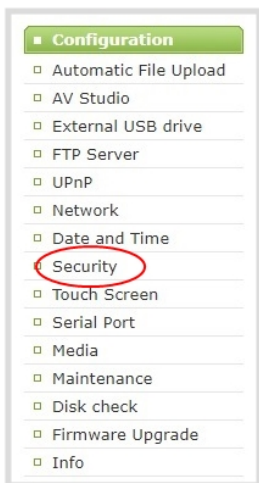 Configuration
Automatic File Upload
AV Studio
External USB drive
FTP Server
UPnP
Network
Date and Time
Security
Touch Screen
Serial Port
Media
Maintenance
Disk check
Firmware Upgrade
Info